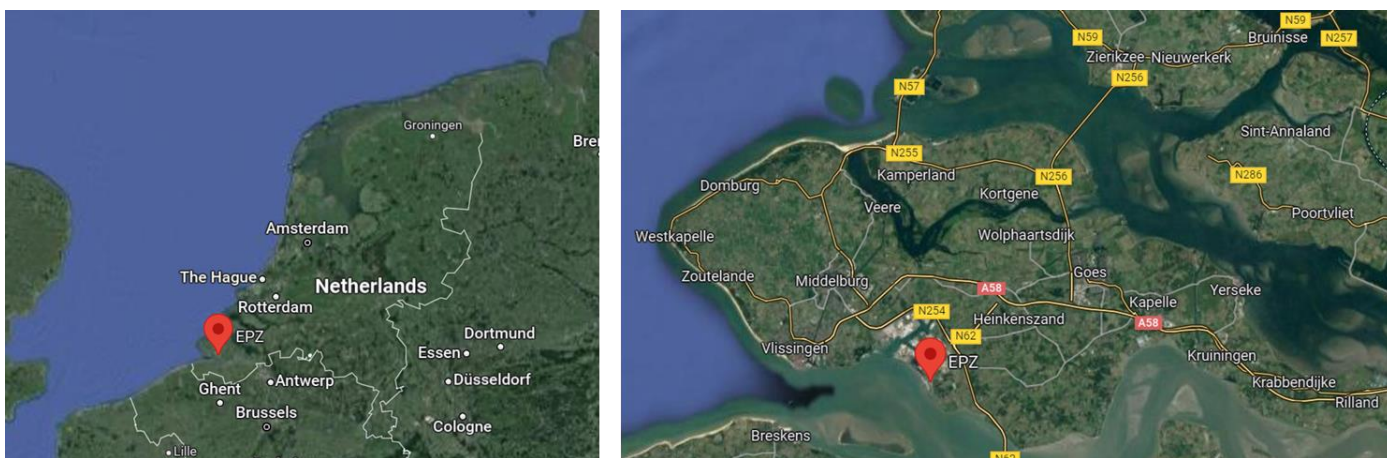 Groningen
Bre
Amsterdam
The Hague
Netherlands
Rotterdam
EPZ
Dortmund
Essen
Düsseldorf
Ghent
Antwerp
Brussels
Cologne
Lille
N59
N59
N257
Bruinisse
Zierikzee
Nieuwerkerk
N57
N256
Sint-Annaland
N255
Kamperland
N256
N286
Domburg
Kortgene
Veere
Poortvliet
Westkapelle
Wolphaartsdijk
Zoutelande
Middelburg
Goes
A58
Yerseke
Kapelle
N254
Heinkenszand
A58
N62
Vlissingen
EPZ
Kruiningen
Krabbendijke
Rilland
Breskens
N62